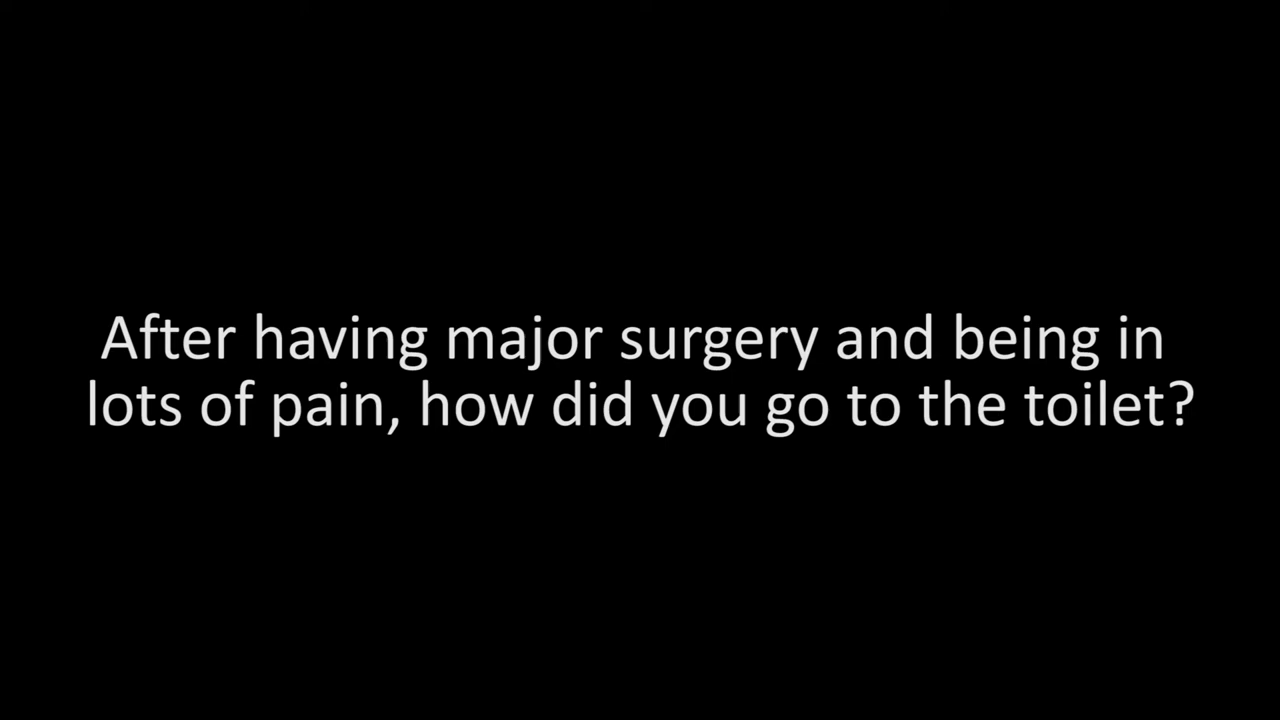 After having major surgery and being in
lots of pain, how did you go to the toilet?